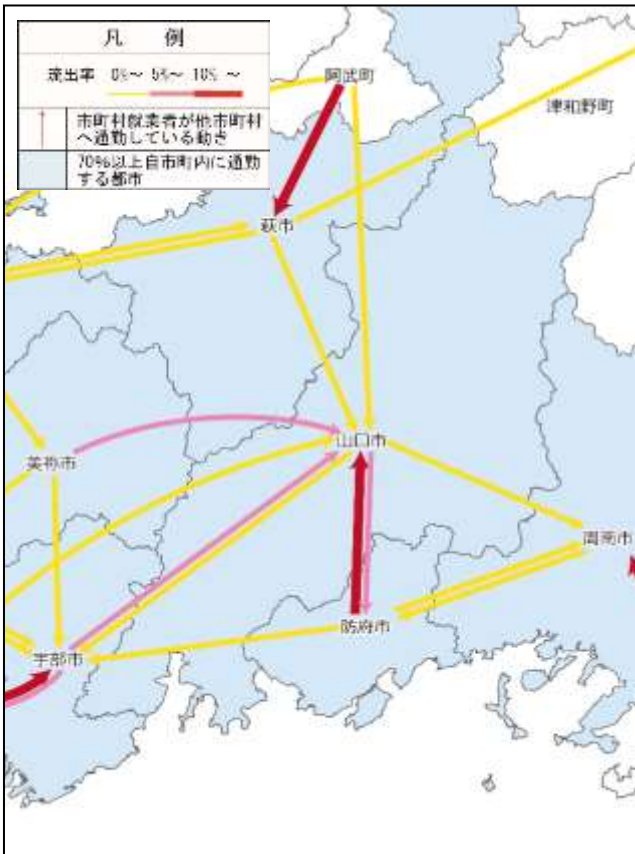 凡 例
流出率 0%~ 5%~ 10% ~
市町村就業者が他市町村
へ通勤している動き
70%以上自市町内に通勤
する都市
阿武町
津和野町
萩市
山口市
美祢市
周南市
防府市
宇部市